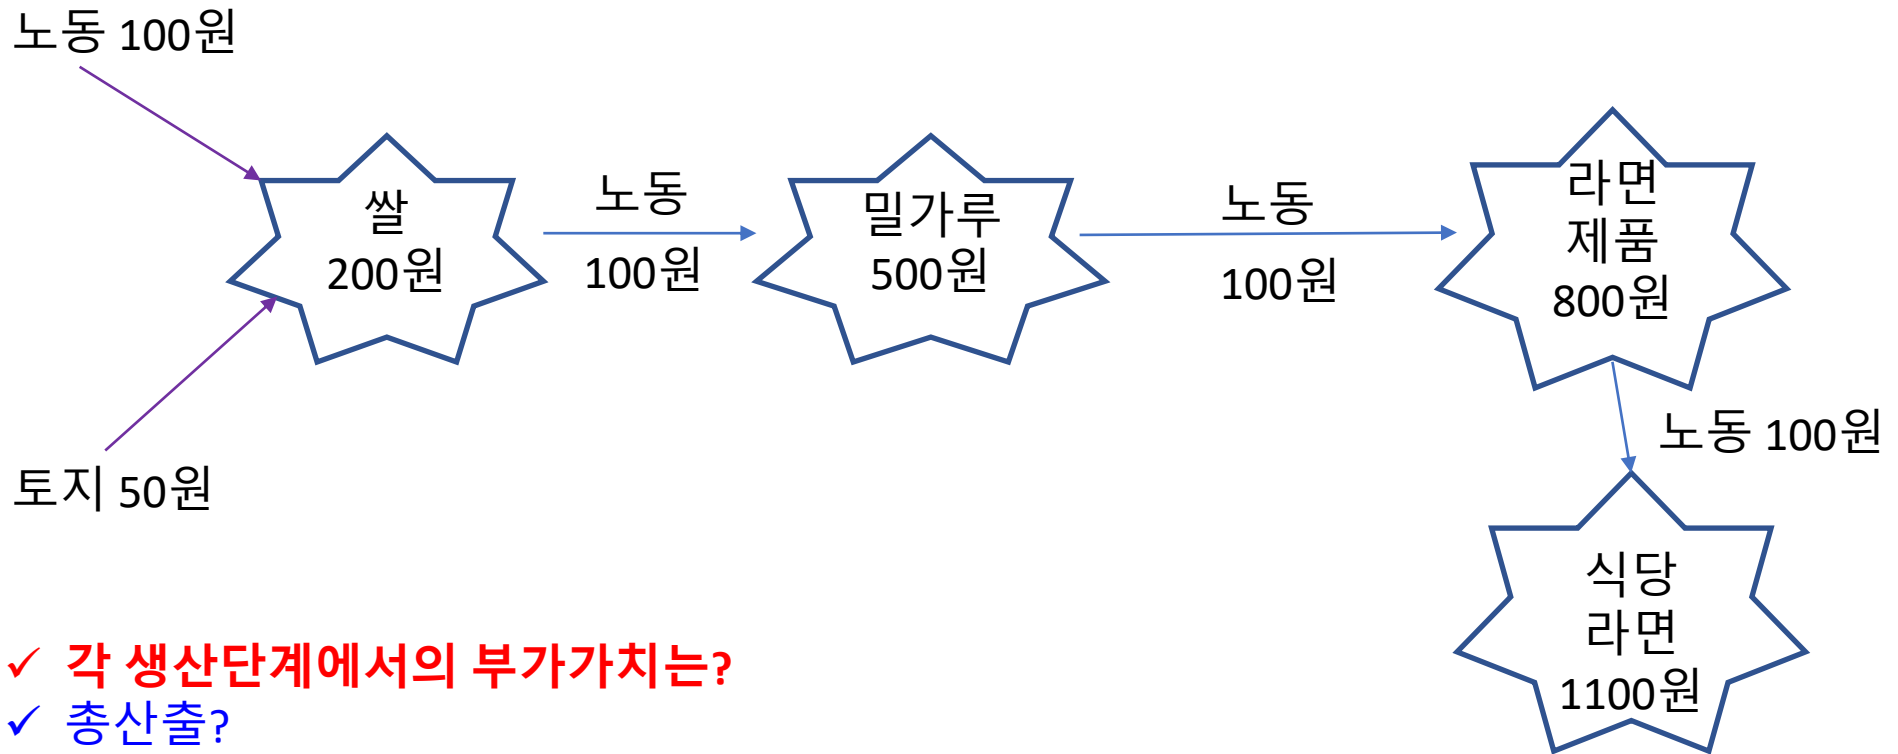 노동 100원
쌀
200원
노동
100원
밀가루
500원
노동
100원
라면
제품
800원
노동 100원
토지 50원
식당
라면
1100원
✓ 각 생산단계에서의 부가가치는?
✓ 총산출?